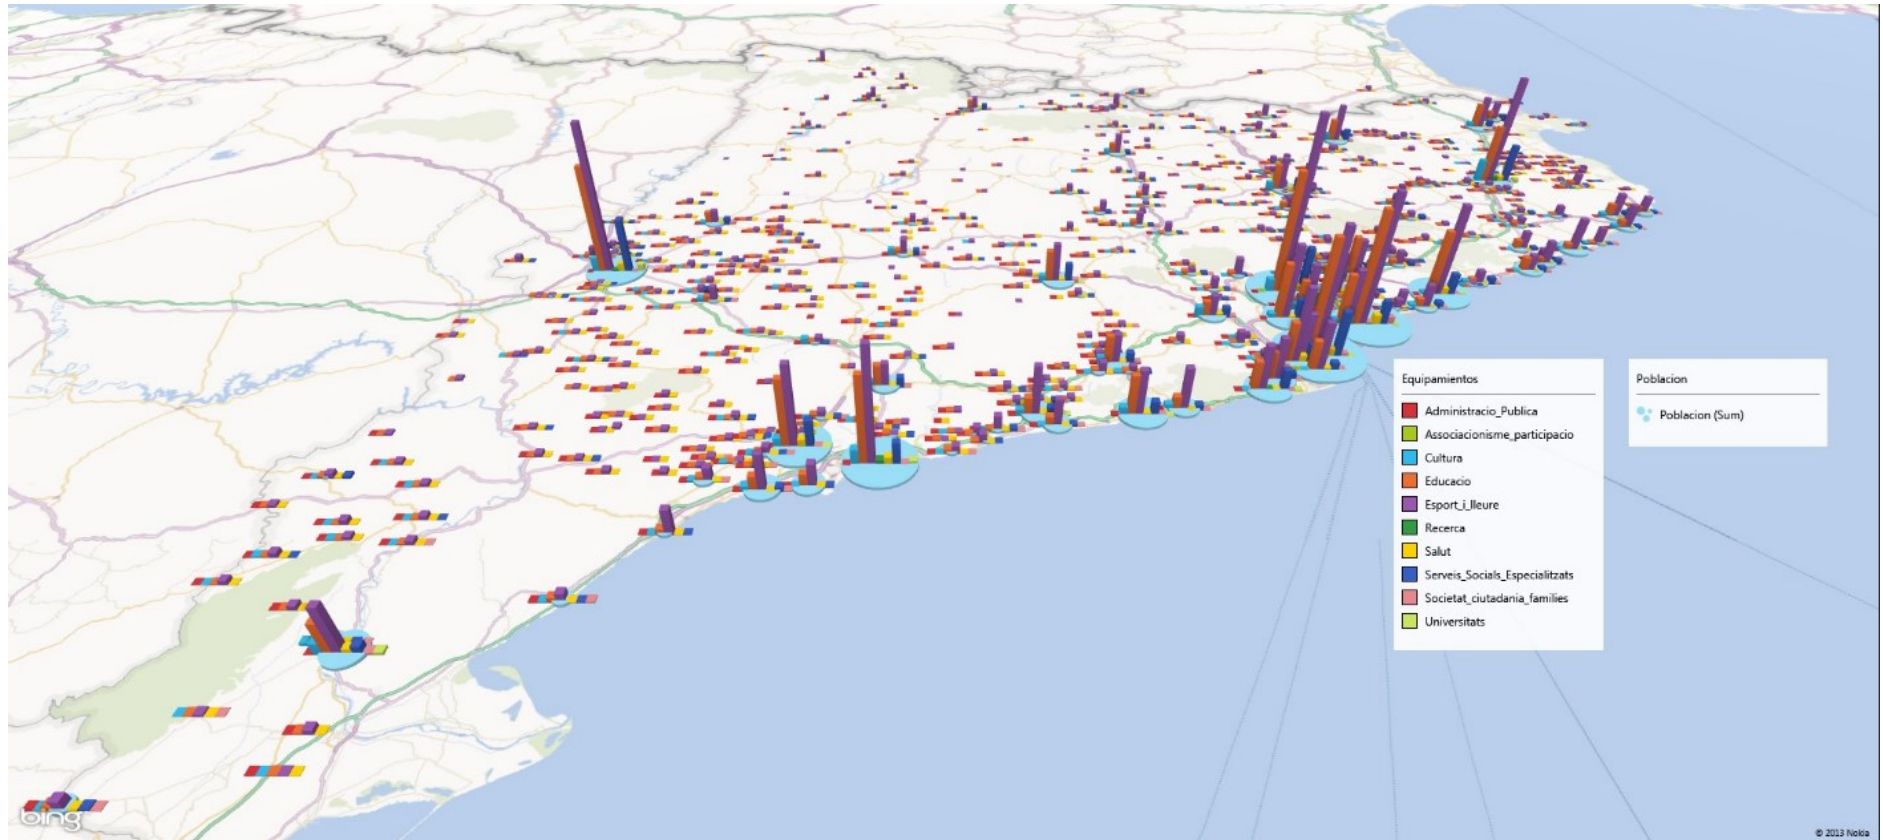 Equipamientos
Administracio_Publica
Associacionisme_participacio
Cultura
Educacio
Esport_i_lleure
Recerca
Salut
Serveis_Socials_Especialitzats
Societat_ciutadania_families
Universitats
Poblacion
Poblacion (Sum)
bing
© 2013 Nokia